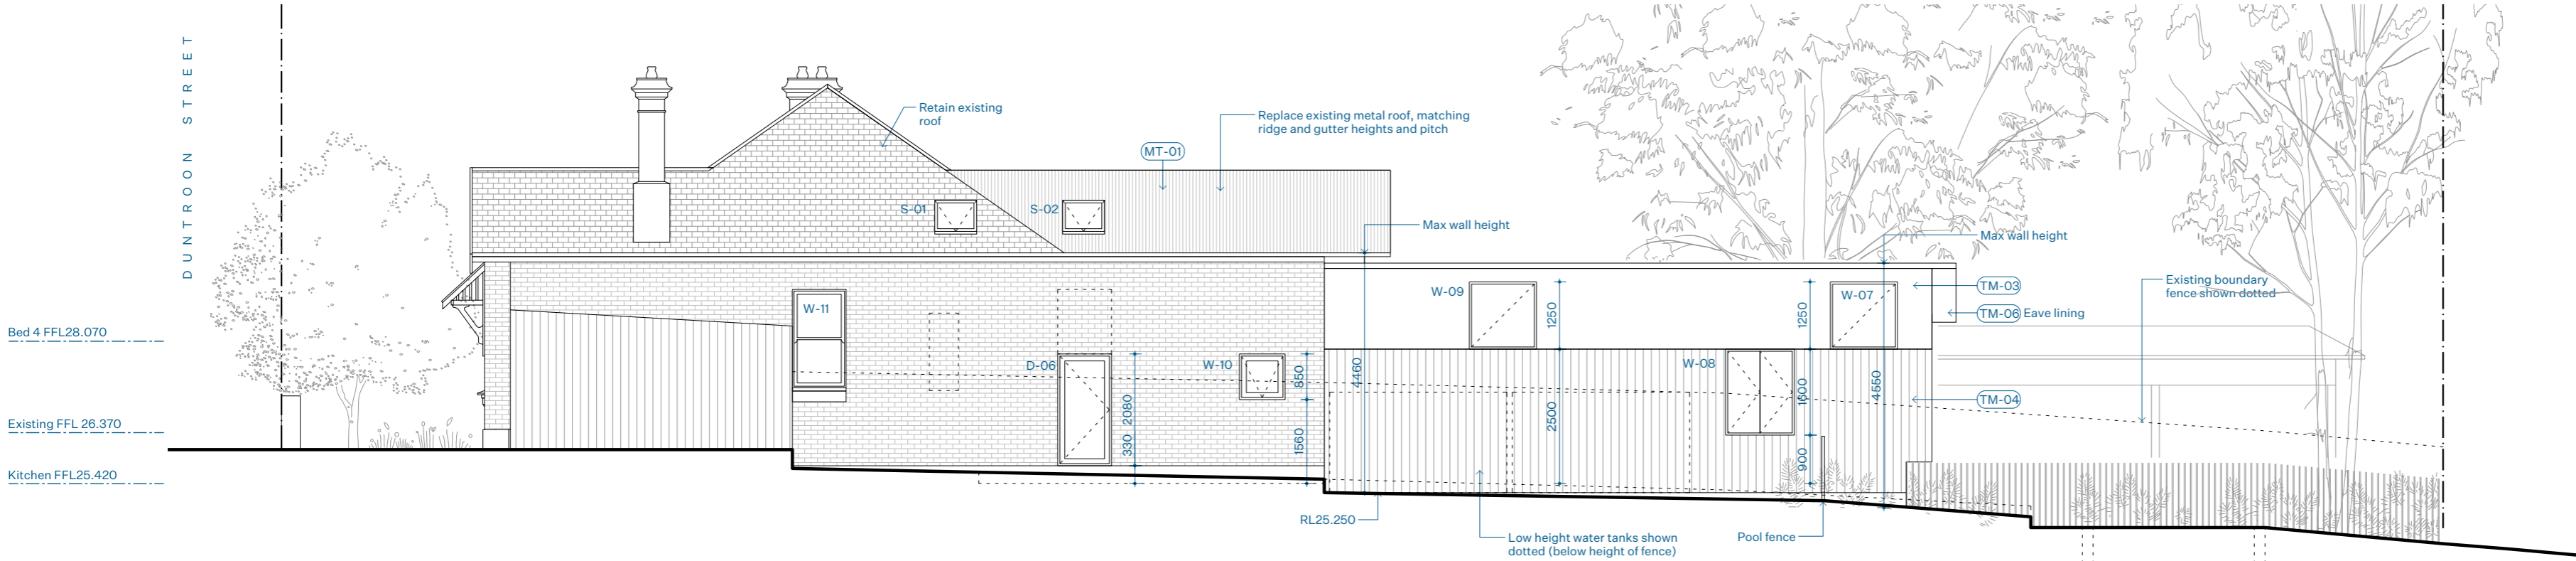 DUNTROON STREET
Retain existing
roof
Replace existing metal roof, matching
ridge and gutter heights and pitch
MT-01
S-01
S-02
Max wall height
Max wall height
W-11
W-09
W-07
TM-03
Existing boundary
fence shown dotted
TM-06 Eave lining
1250
1250
Bed 4 FFL28.070
D-06
W-10
W-08
850
4460
1600
4550
TM-04
2080
2500
Existing FFL 26.370
330
1560
900
Kitchen FFL25.420
RL25.250
Low height water tanks shown
dotted (below height of fence)
Pool fence